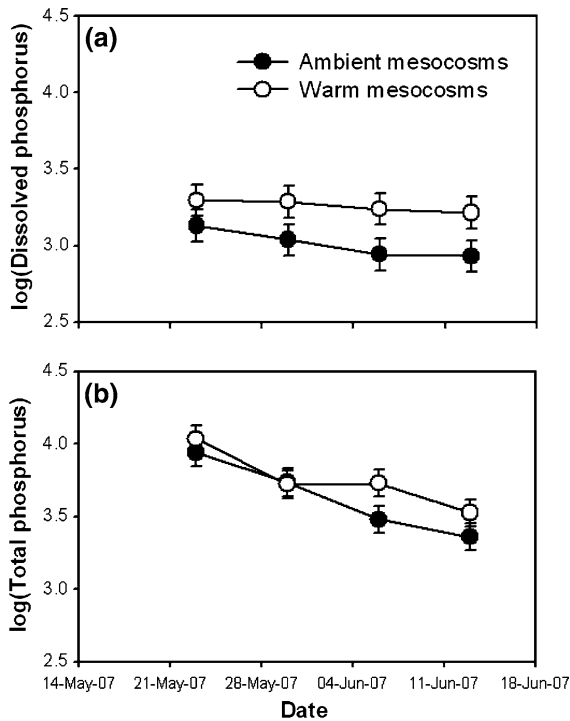 (a)
Ambient mesocosms
Warm mesocosms
log(Dissolved phosphorus)
4.5
4.0
3.5
3.0
2.5
(b)
log(Total phosphorus)
4.5
4.0
3.5
3.0
2.5
14-May-07 21-May-07 28-May-07 04-Jun-07 11-Jun-07 18-Jun-07
Date